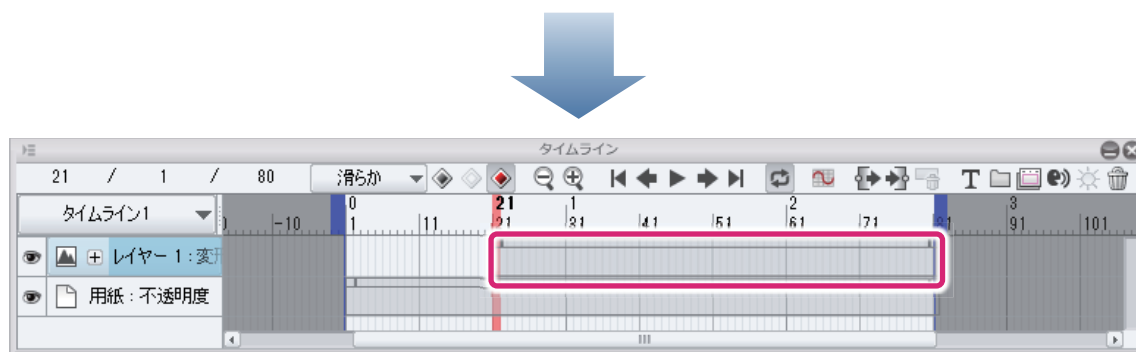 タイムライン
21 / 1 / 80 滑らか T
タイムライン1
0 21 1 2 3
-10 1 11 21 31 41 51 61 71 81 91 101
レイヤー 1 : 変形
用紙 : 不透明度